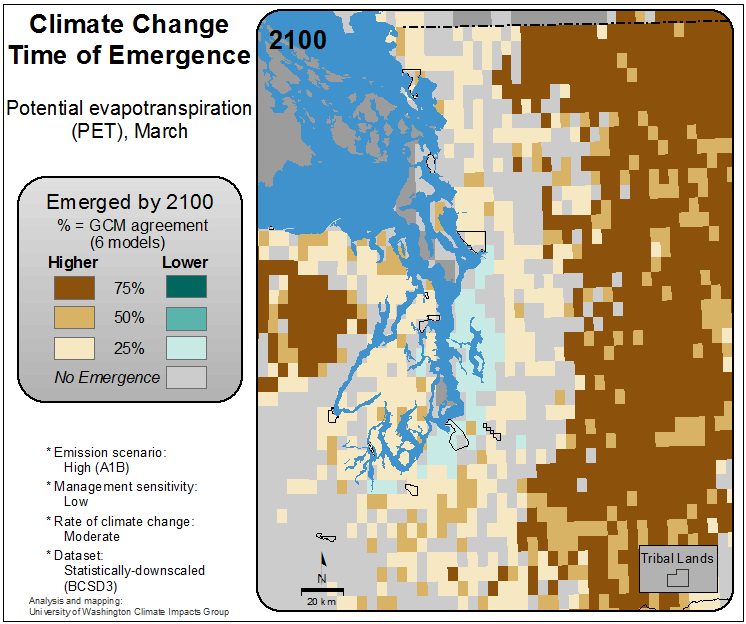 Climate Change
Time of Emergence
Potential evapotranspiration
(PET), March
Emerged by 2100
% = GCM agreement
(6 models)
Higher Lower
75%
50%
25%
No Emergence
* Emission scenario:
High (A1B)
* Management sensitivity:
Low
* Rate of climate change:
Moderate
* Dataset:
Statistically-downscaled
(BCSD3)
Analysis and mapping:
University of Washington Climate Impacts Group
2100
N
20 km
Tribal Lands